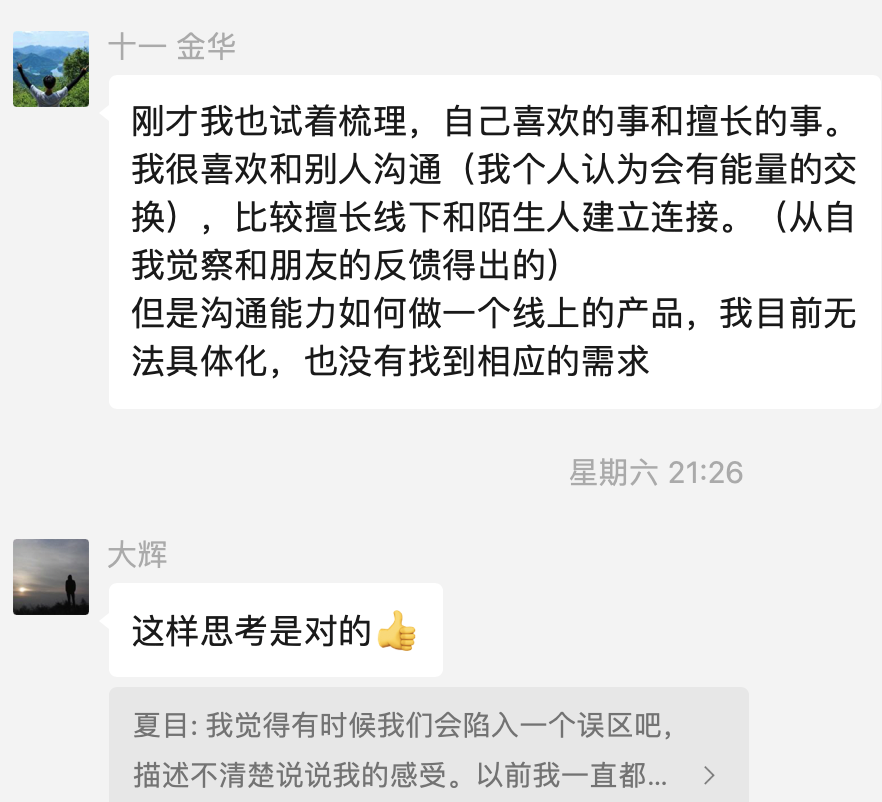 十一 金华
刚才我也试着梳理，自己喜欢的事和擅长的事。
我很喜欢和别人沟通（我个人认为会有能量的交
换），比较擅长线下和陌生人建立连接。（从自
我觉察和朋友的反馈得出的）
但是沟通能力如何做一个线上的产品，我目前无
法具体化，也没有找到相应的需求
星期六 21:26
大辉
这样思考是对的👍
夏目: 我觉得有时候我们会陷入一个误区吧，
描述不清楚说说我的感受。以前我一直都...